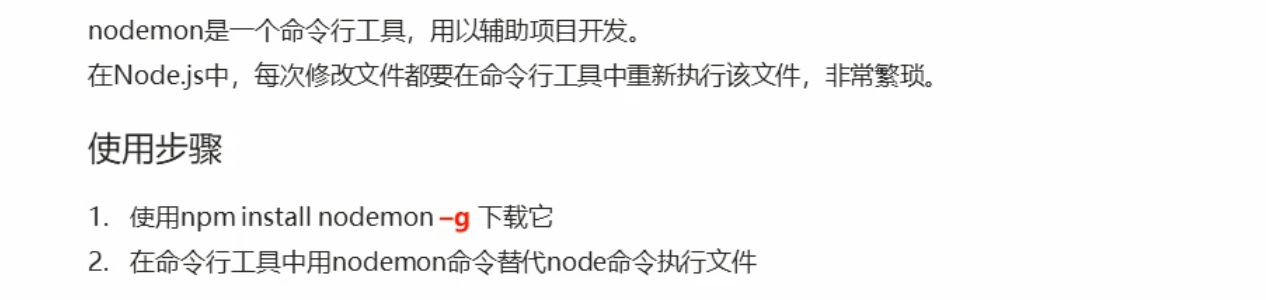 nodemon是一个命令行工具，用以辅助项目开发。
在Node.js中，每次修改文件都要在命令行工具中重新执行该文件，非常繁琐。
使用步骤
1. 使用npm install nodemon –g 下载它
2. 在命令行工具中用nodemon命令替代node命令执行文件